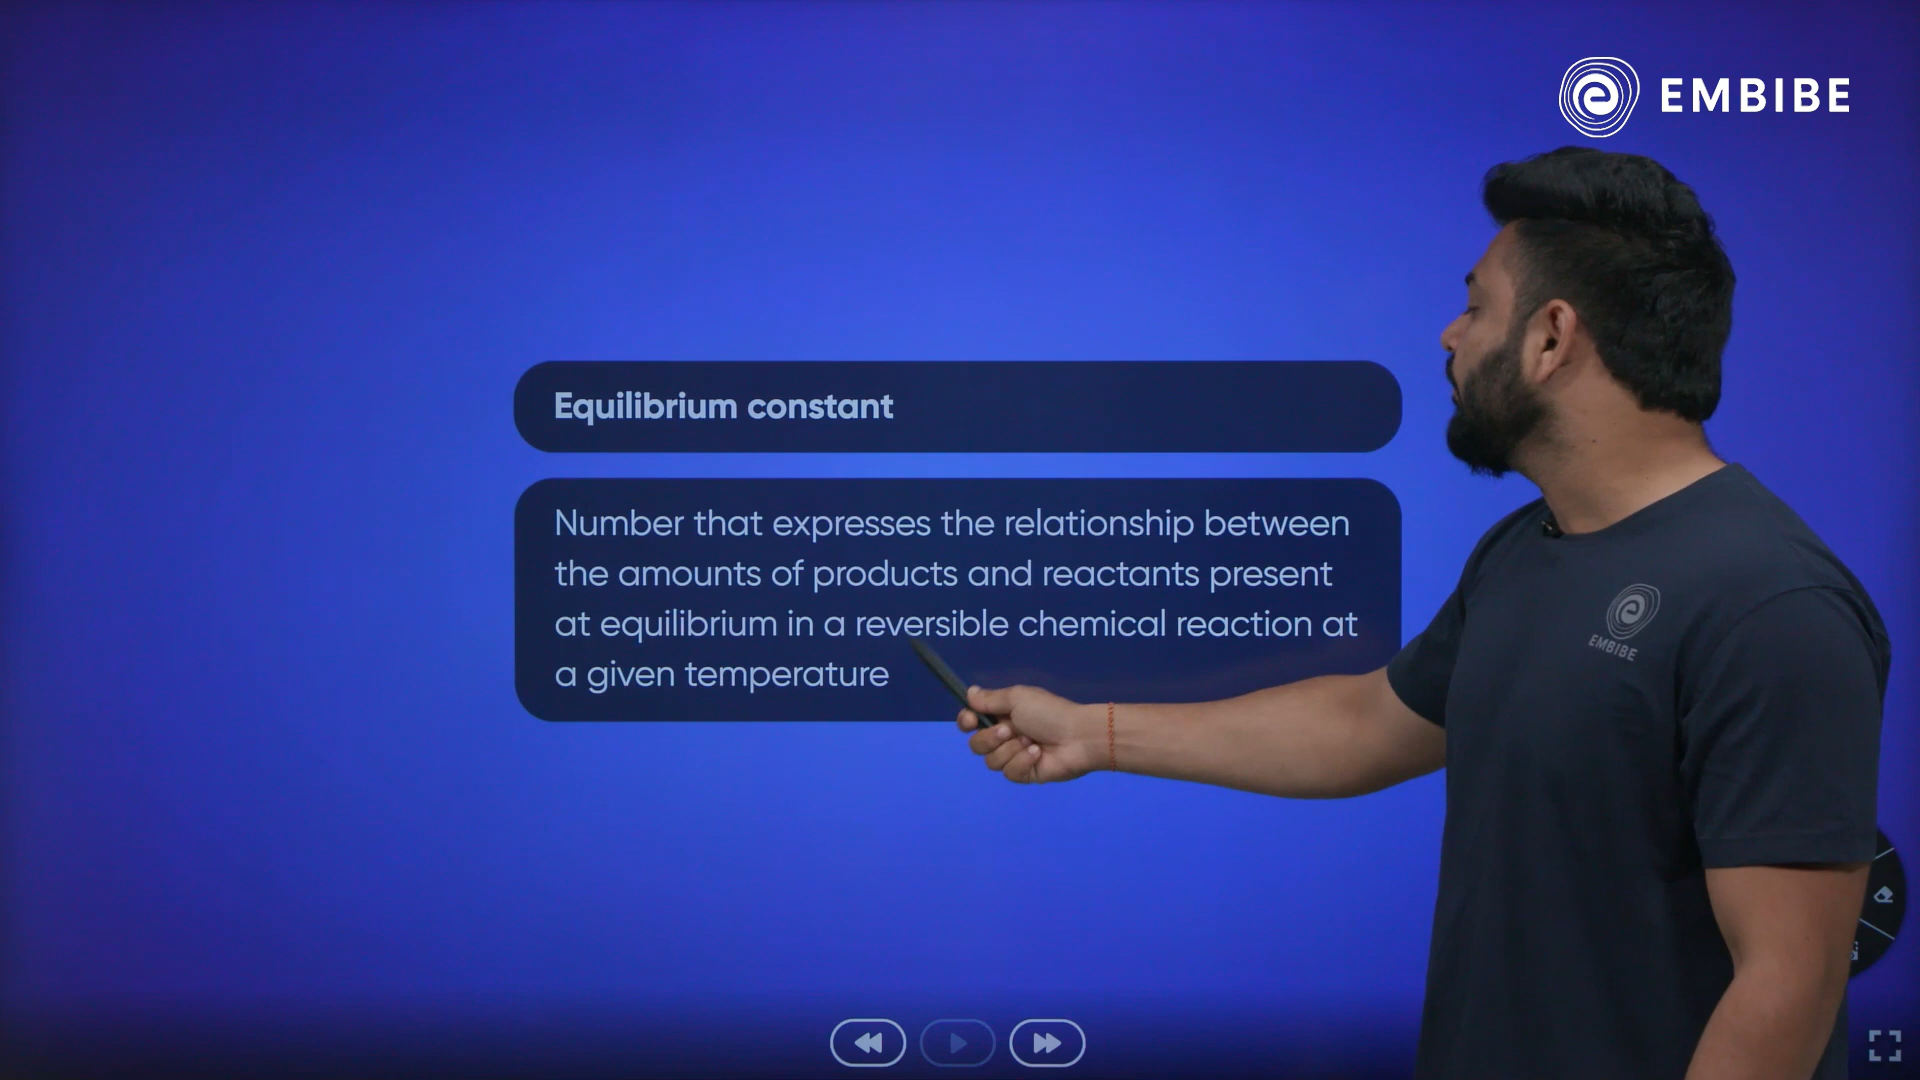 EMBIBE
Equilibrium constant
Number that expresses the relationship between
the amounts of products and reactants present
at equilibrium in a reversible chemical reaction at
a given temperature
EMBIBE